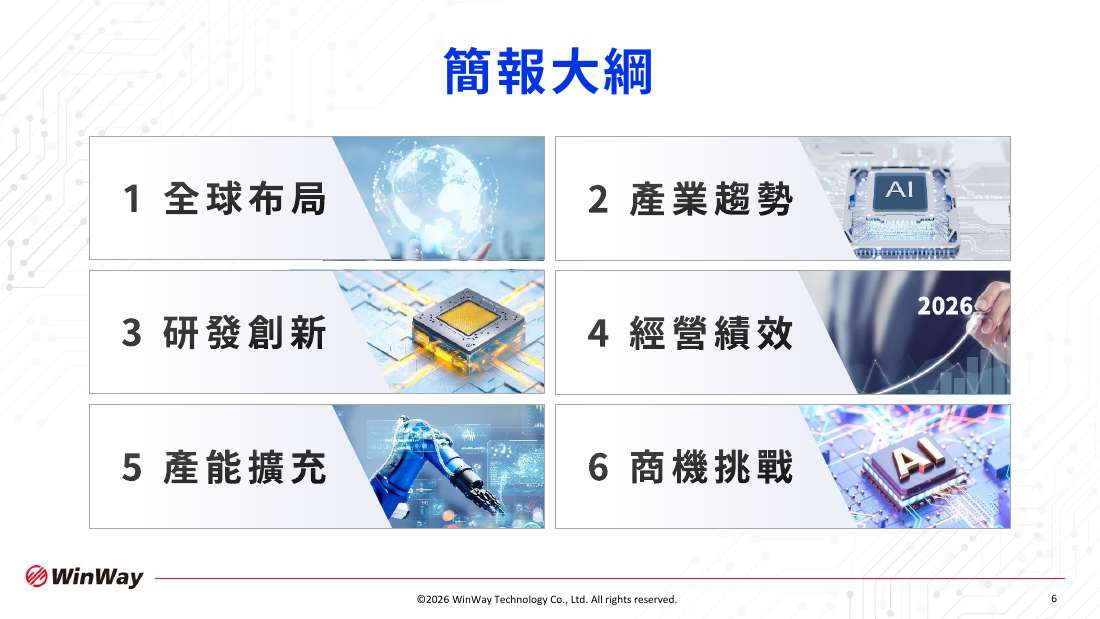 簡報大綱
1 全球布局
2 產業趨勢
AI
3 研發創新
4 經營績效
2026
5 產能擴充
6 商機挑戰
AI
WinWay
©2026 WinWay Technology Co., Ltd. All rights reserved.
6